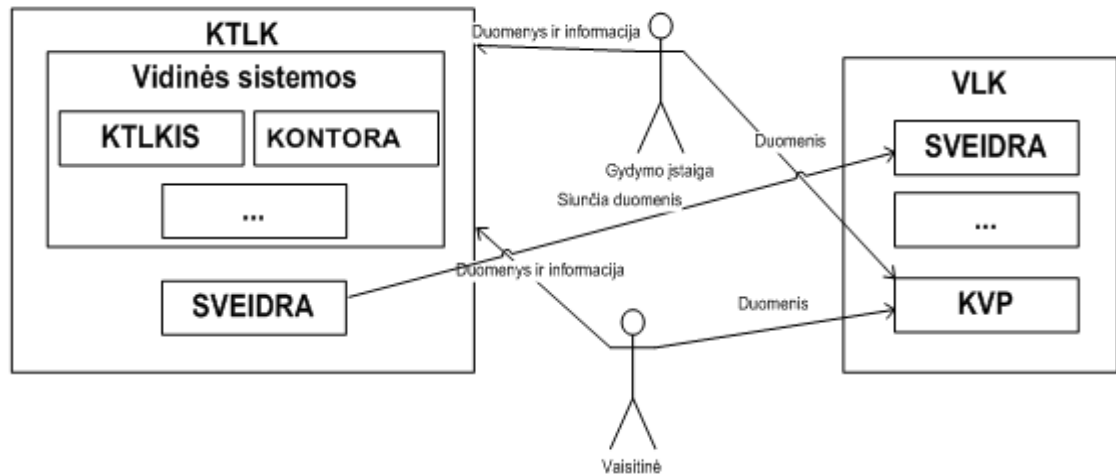 KTLK
Vidinės sistemos
KTLKIS
KONTORA
...
SVEIDRA
Duomenys ir informacija
Gydymo įstaiga
Duomenis
Siunčia duomenis
Duomenys ir informacija
Duomenis
Vaisitinė
VLK
SVEIDRA
...
KVP